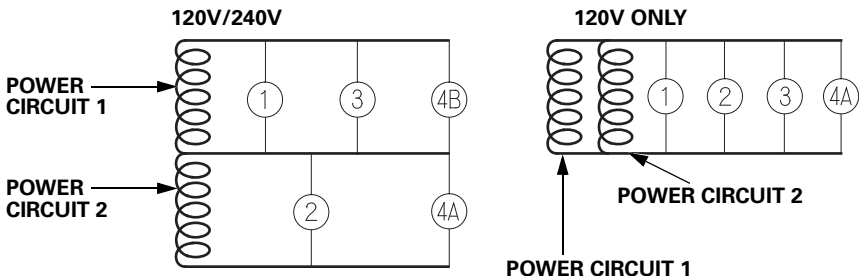 120V/240V
POWER
CIRCUIT 1
1
3
4B
POWER
CIRCUIT 2
2
4A
120V ONLY
1
2
3
4A
POWER CIRCUIT 2
POWER CIRCUIT 1